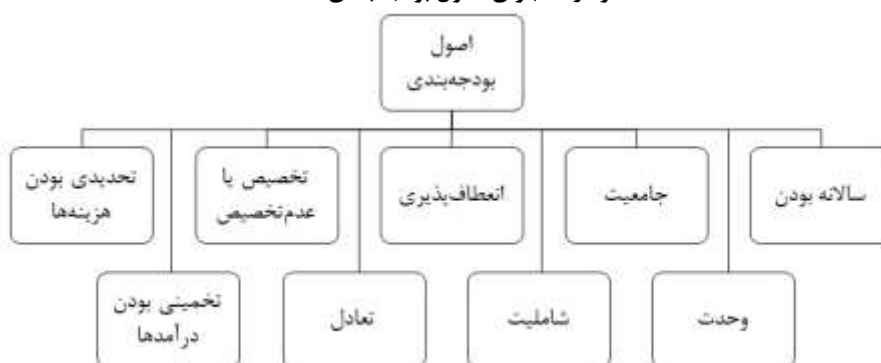 اصول
بودجه‌بندی
سالانه بودن
جامعیت
انعطاف‌پذیری
تخصیص یا
عدم‌تخصیص
تحدیدی بودن
هزینه‌ها
وحدت
شاملیت
تعادل
تخمینی بودن
درآمدها